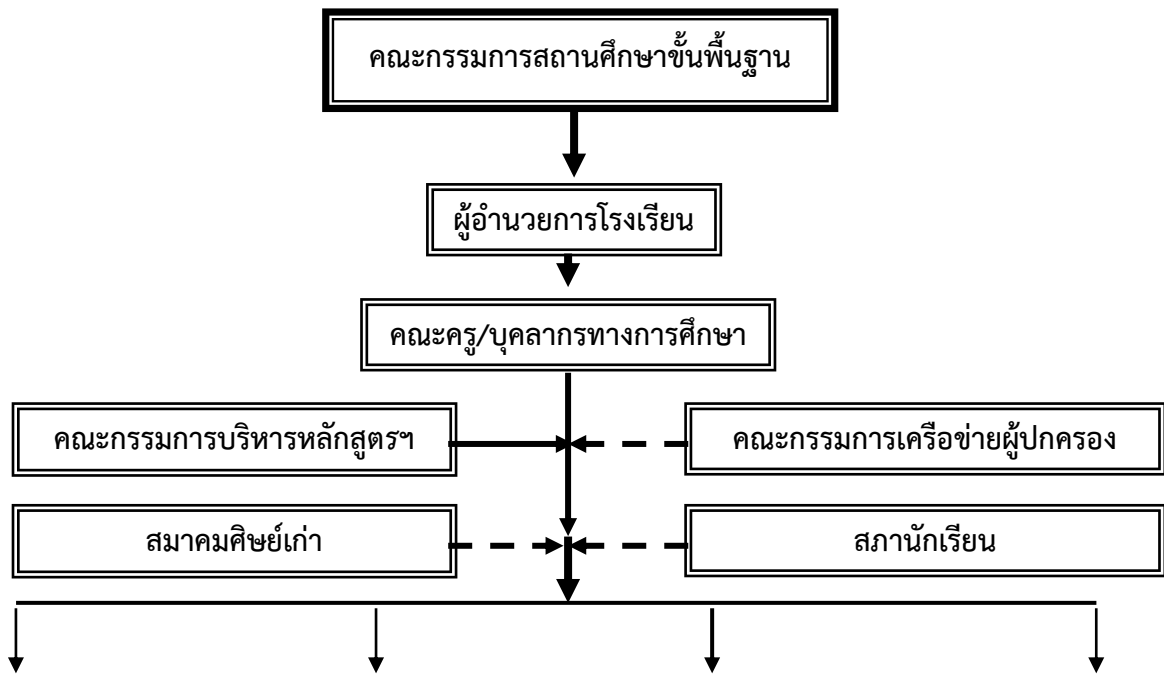 คณะกรรมการสถานศึกษาขั้นพื้นฐาน
ผู้อำนวยการโรงเรียน
คณะครู/บุคลากรทางการศึกษา
คณะกรรมการบริหารหลักสูตรฯ
คณะกรรมการเครือข่ายผู้ปกครอง
สมาคมศิษย์เก่า
สภานักเรียน